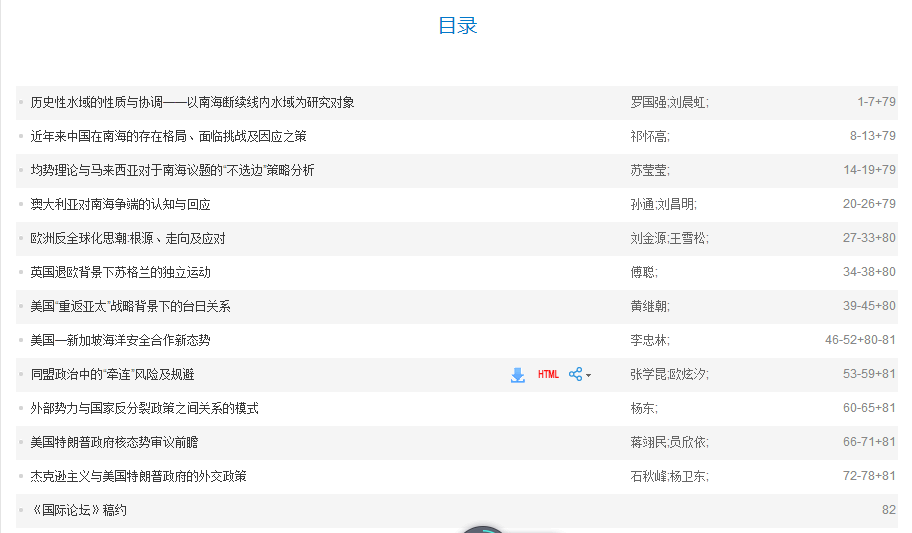 目录
历史性水域的性质与协调——以南海断续线内水域为研究对象 罗国强;刘晨虹; 1-7+79
近年来中国在南海的存在格局、面临挑战及因应之策 祁怀高; 8-13+79
均势理论与马来西亚对于南海议题的“不选边”策略分析 苏莹莹; 14-19+79
澳大利亚对南海争端的认知与回应 孙通;刘昌明; 20-26+79
欧洲反全球化思潮:根源、走向及应对 刘金源;王雪松; 27-33+80
英国退欧背景下苏格兰的独立运动 傅聪; 34-38+80
美国“重返亚太”战略背景下的台日关系 黄继朝; 39-45+80
美国—新加坡海洋安全合作新态势 李忠林; 46-52+80-81
同盟政治中的“牵连”风险及规避 HTML 张学昆;欧炫汐; 53-59+81
外部势力与国家反分裂政策之间关系的模式 杨东; 60-65+81
美国特朗普政府核态势审议前瞻 蒋翊民;员欣依; 66-71+81
杰克逊主义与美国特朗普政府的外交政策 石秋峰;杨卫东; 72-78+81
《国际论坛》稿约 82